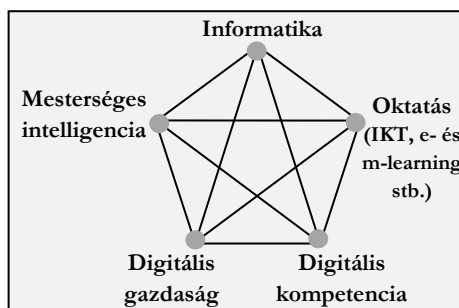 Informatika
Mesterséges
intelligencia
Oktatás
(IKT, e- és
m-learning
stb.)
Digitális
gazdaság
Digitális
kompetencia